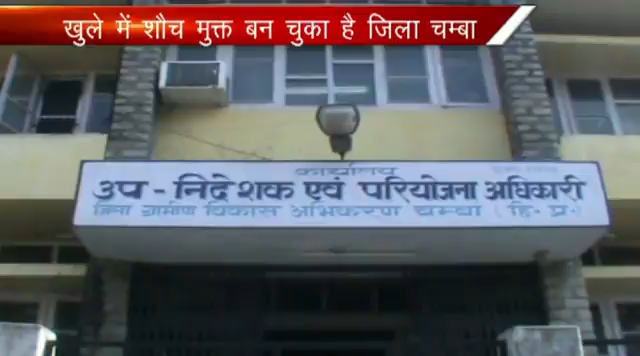 खुले में शौच मुक्त बन चुका है जिला चम्बा
कार्यालय
उप - निदेशक एवं परियोजना अधिकारी
जिला ग्रामीण विकास अभिकरण चम्बा ( हि. प्र. )